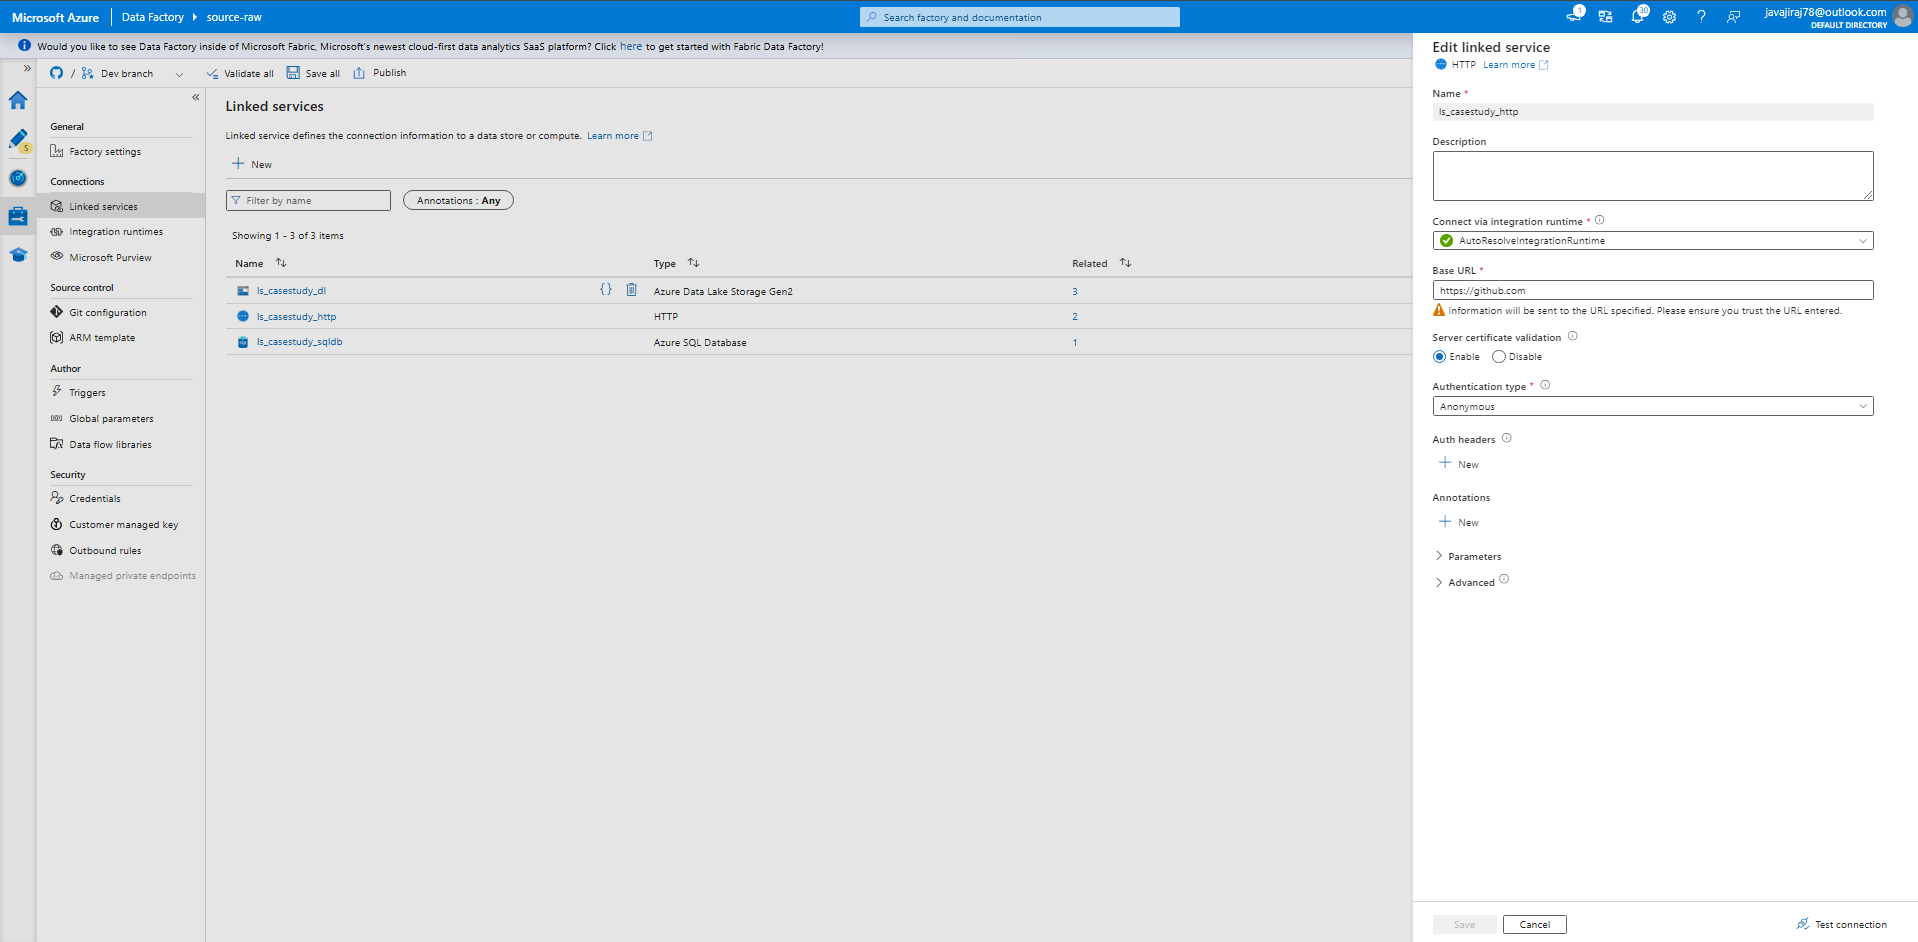 Microsoft Azure Data Factory source-raw
Search factory and documentation
1
30
javajiraj78@outlook.com
DEFAULT DIRECTORY
Would you like to see Data Factory inside of Microsoft Fabric, Microsoft's newest cloud-first data analytics SaaS platform? Click here to get started with Fabric Data Factory!
/ Dev branch
Validate all Save all Publish
5
General
Factory settings
Connections
Linked services
Integration runtimes
Microsoft Purview
Source control
Git configuration
ARM template
Author
Triggers
Global parameters
Data flow libraries
Security
Credentials
Customer managed key
Outbound rules
Managed private endpoints
Linked services
Linked service defines the connection information to a data store or compute. Learn more
New
Filter by name
Annotations : Any
Showing 1 - 3 of 3 items
Name Type Related
ls_casestudy_dl {} Azure Data Lake Storage Gen2 3
ls_casestudy_http HTTP 2
ls_casestudy_sqldb Azure SQL Database 1
Edit linked service
HTTP Learn more
Name *
ls_casestudy_http
Description
Connect via integration runtime *
AutoResolveIntegrationRuntime
Base URL *
https://github.com
Information will be sent to the URL specified. Please ensure you trust the URL entered.
Server certificate validation
Enable Disable
Authentication type *
Anonymous
Auth headers
New
Annotations
New
Parameters
Advanced
Save Cancel Test connection